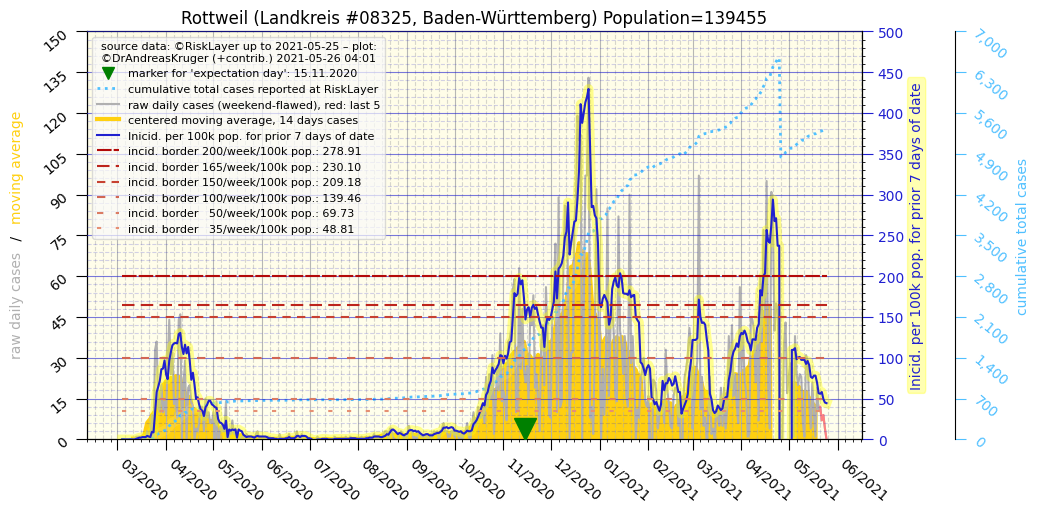 Rottweil (Landkreis #08325, Baden-Württemberg) Population=139455
source data: ©RiskLayer up to 2021-05-25 – plot:
©DrAndreasKruger (+contrib.) 2021-05-26 04:01
marker for 'expectation day': 15.11.2020
cumulative total cases reported at RiskLayer
raw daily cases (weekend-flawed), red: last 5
centered moving average, 14 days cases
Inicid. per 100k pop. for prior 7 days of date
incid. border 200/week/100k pop.: 278.91
incid. border 165/week/100k pop.: 230.10
incid. border 150/week/100k pop.: 209.18
incid. border 100/week/100k pop.: 139.46
incid. border   50/week/100k pop.: 69.73
incid. border   35/week/100k pop.: 48.81
raw daily cases / moving average
150
135
120
105
90
75
60
45
30
15
0
03/2020
04/2020
05/2020
06/2020
07/2020
08/2020
09/2020
10/2020
11/2020
12/2020
01/2021
02/2021
03/2021
04/2021
05/2021
06/2021
500
450
400
350
300
250
200
150
100
50
0
Inicid. per 100k pop. for prior 7 days of date
7,000
6,300
5,600
4,900
4,200
3,500
2,800
2,100
1,400
700
0
cumulative total cases